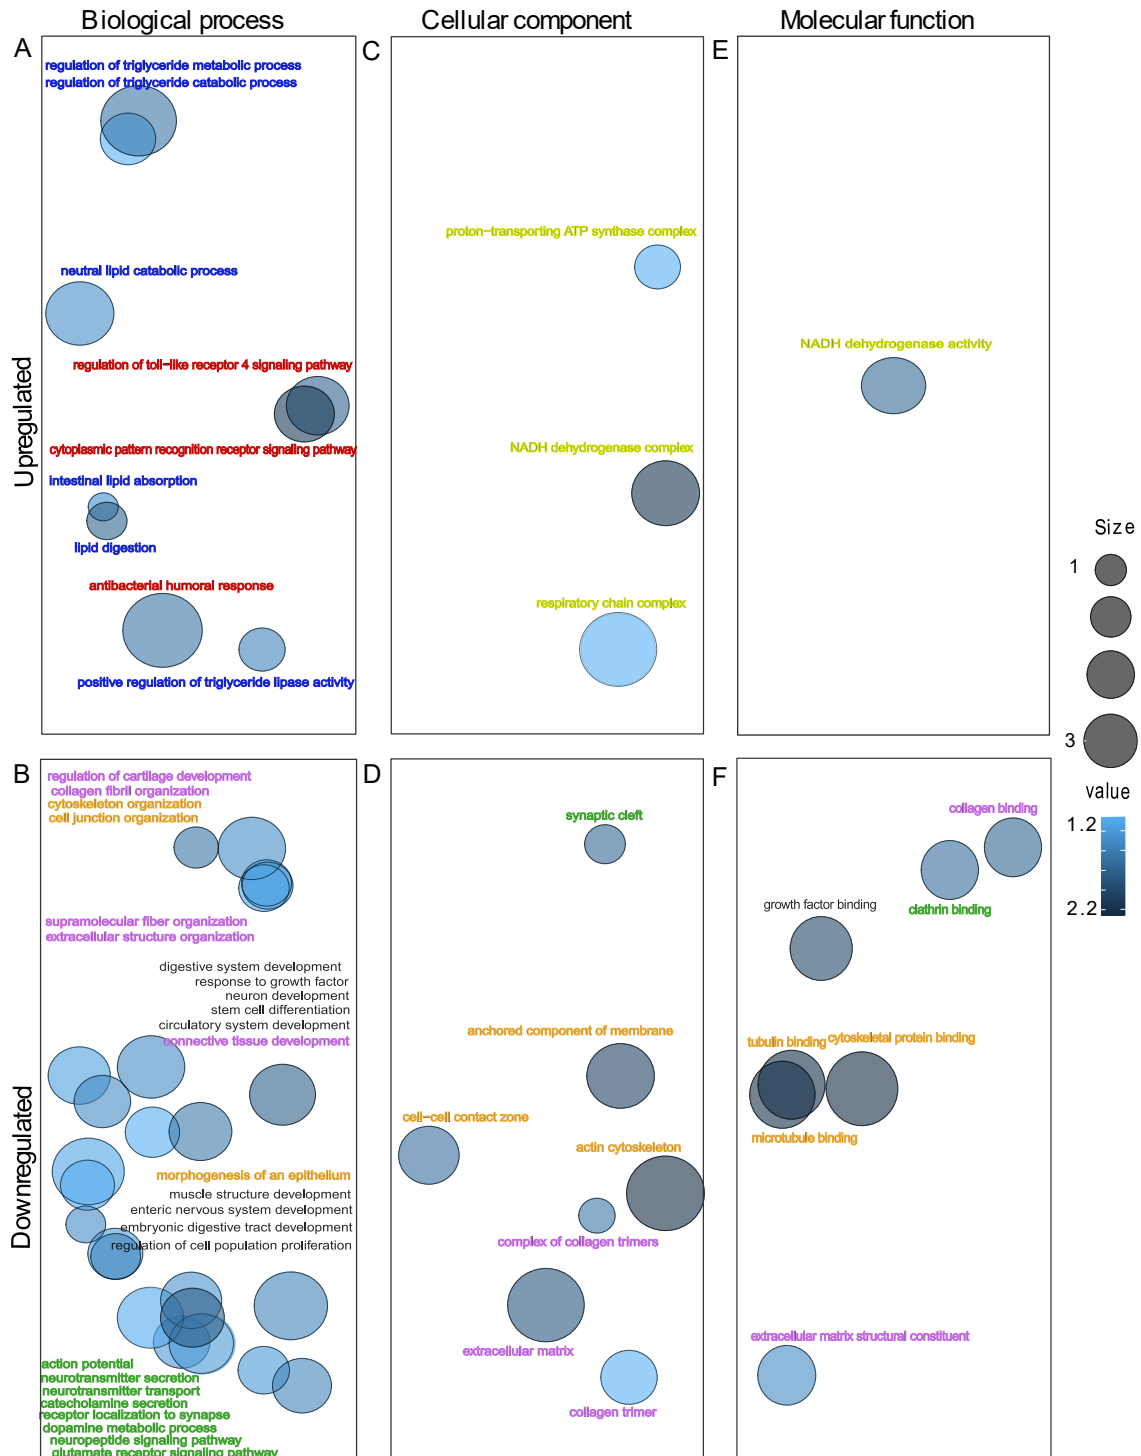 Biological process
Cellular component
Molecular function
A
regulation of triglyceride metabolic process
regulation of triglyceride catabolic process
neutral lipid catabolic process
regulation of toll-like receptor 4 signaling pathway
cytoplasmic pattern recognition receptor signaling pathway
intestinal lipid absorption
lipid digestion
antibacterial humoral response
positive regulation of triglyceride lipase activity
Upregulated
C
proton-transporting ATP synthase complex
NADH dehydrogenase complex
respiratory chain complex
E
NADH dehydrogenase activity
Size
1
3
value
1.2
2.2
B
regulation of cartilage development
collagen fibril organization
cytoskeleton organization
cell junction organization
supramolecular fiber organization
extracellular structure organization
digestive system development
response to growth factor
neuron development
stem cell differentiation
circulatory system development
connective tissue development
morphogenesis of an epithelium
muscle structure development
enteric nervous system development
embryonic digestive tract development
regulation of cell population proliferation
action potential
neurotransmitter secretion
neurotransmitter transport
catecholamine secretion
receptor localization to synapse
dopamine metabolic process
neuropeptide signaling pathway
glutamate receptor signaling pathway
Downregulated
D
synaptic cleft
anchored component of membrane
cell-cell contact zone
actin cytoskeleton
complex of collagen trimers
extracellular matrix
collagen trimer
F
collagen binding
clathrin binding
growth factor binding
tubulin binding
cytoskeletal protein binding
microtubule binding
extracellular matrix structural constituent